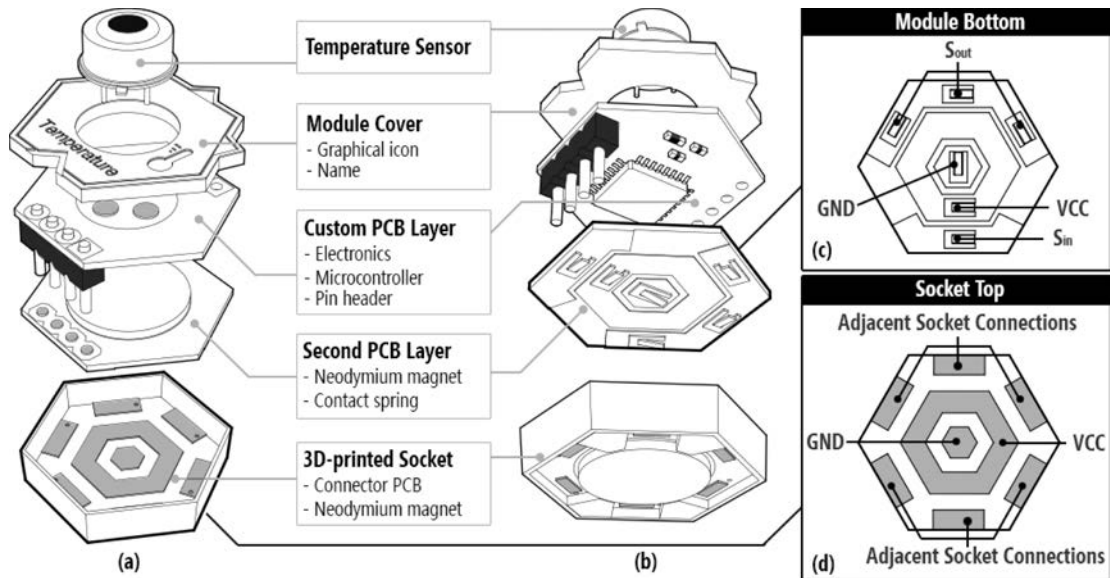 Temperature Sensor
Module Cover
- Graphical icon
- Name
Custom PCB Layer
- Electronics
- Microcontroller
- Pin header
Second PCB Layer
- Neodymium magnet
- Contact spring
3D-printed Socket
- Connector PCB
- Neodymium magnet
Temperature
(a)
(b)
Module Bottom
Sout
GND
VCC
Sin
(c)
Socket Top
Adjacent Socket Connections
GND
VCC
(d)
Adjacent Socket Connections